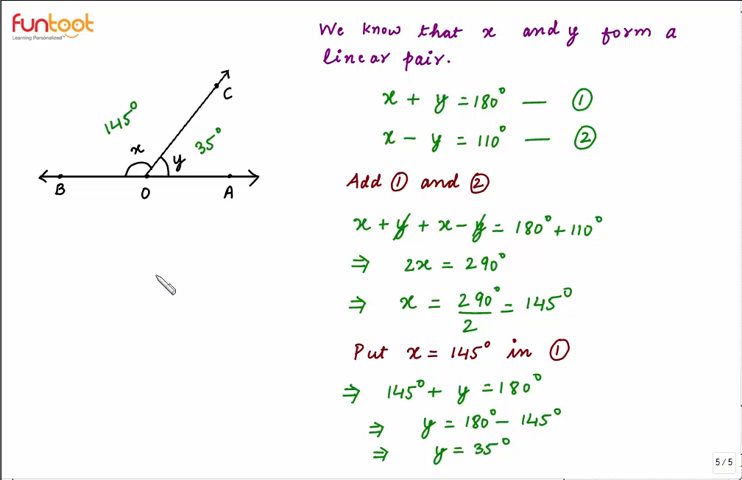 funtoot
Learning Personalized
145°
C
x
35°
y
B
O
A
We know that x and y form a
linear pair.
x + y = 180° — ①
x - y = 110° — ②
Add ① and ②
x + y + x - y = 180° + 110°
⇒ 2x = 290°
⇒ x = 290°/2 = 145°
Put x = 145° in ①
⇒ 145° + y = 180°
⇒ y = 180° - 145°
⇒ y = 35°
5/5